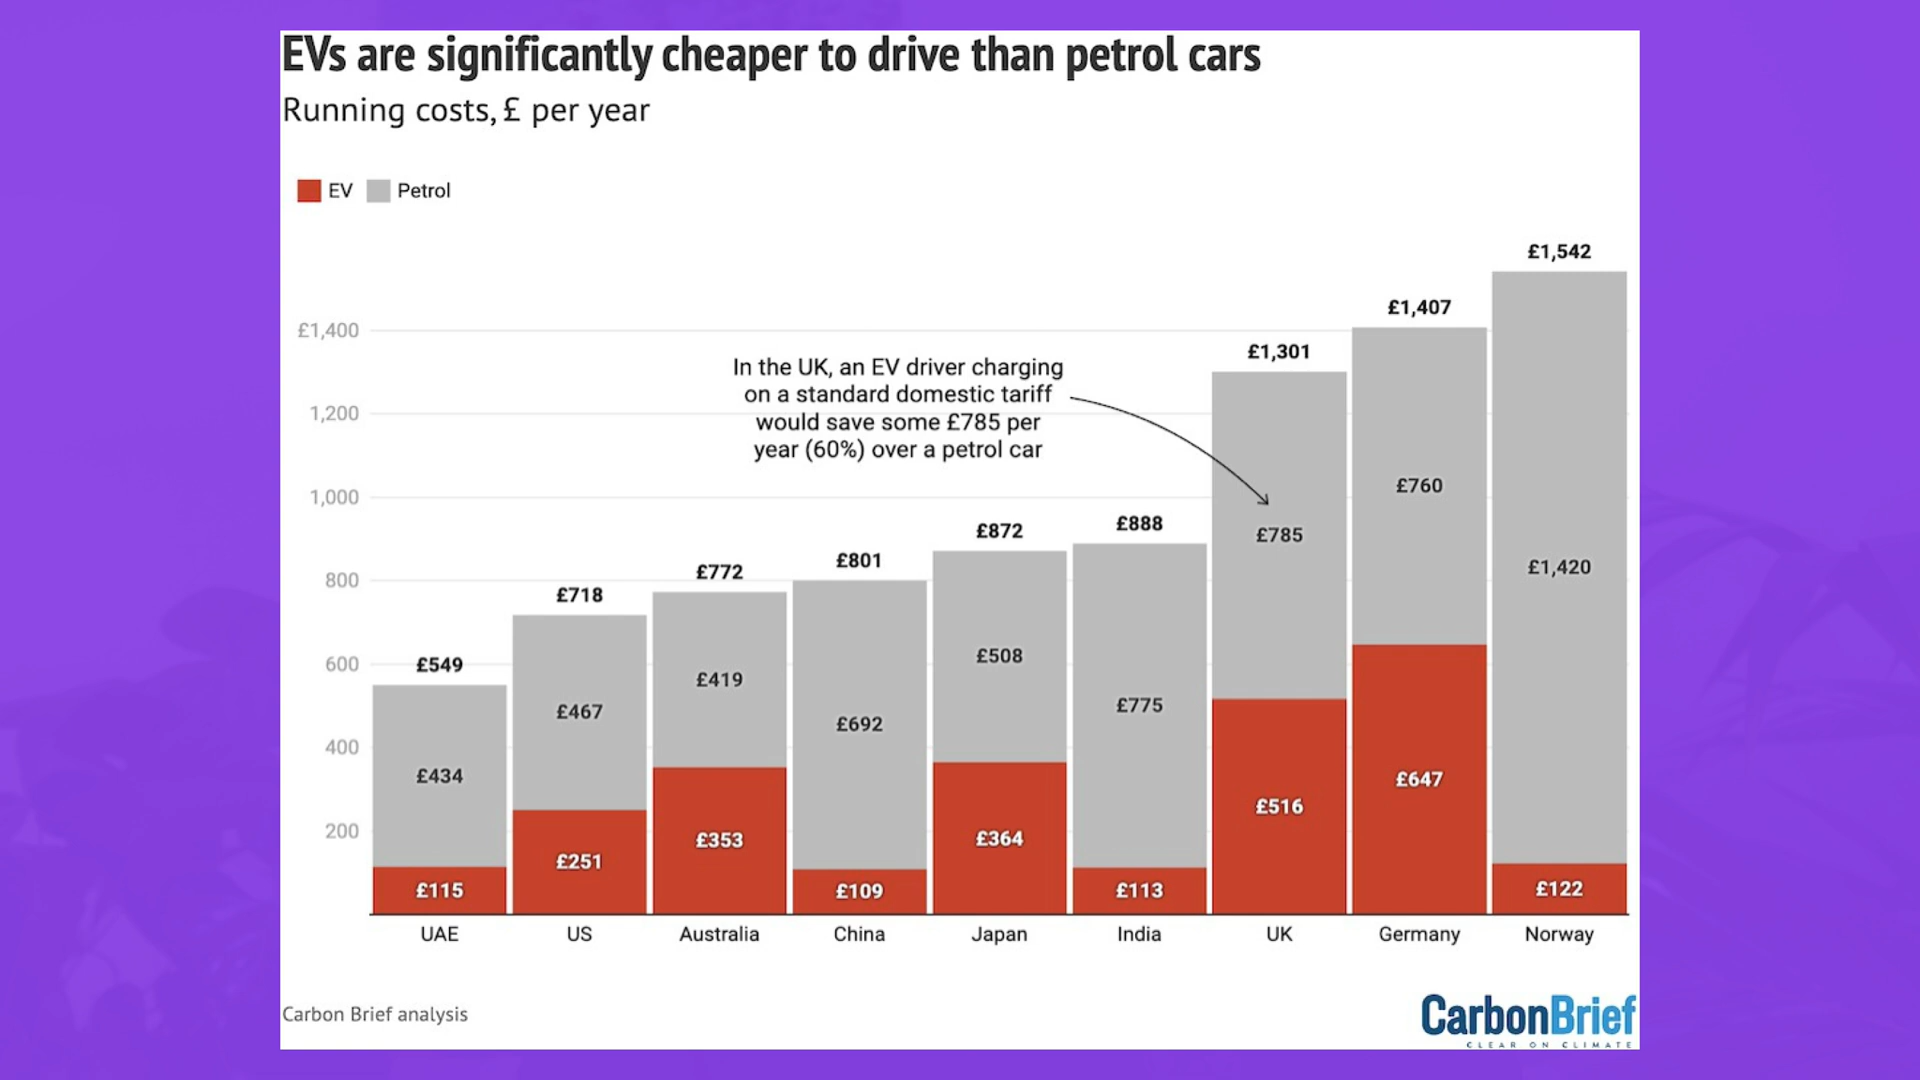 EVs are significantly cheaper to drive than petrol cars
Running costs, £ per year
EV
Petrol
£1,542
£1,407
£1,400
£1,301
In the UK, an EV driver charging
on a standard domestic tariff
would save some £785 per
year (60%) over a petrol car
1,200
1,000
£760
£888
£872
£785
£801
£1,420
£772
800
£718
£549
600
£508
£419
£775
£467
£692
400
£434
£647
£516
200
£364
£353
£251
£115
£109
£113
£122
UAE
US
Australia
China
Japan
India
UK
Germany
Norway
Carbon Brief analysis
CarbonBrief
CLEAR ON CLIMATE